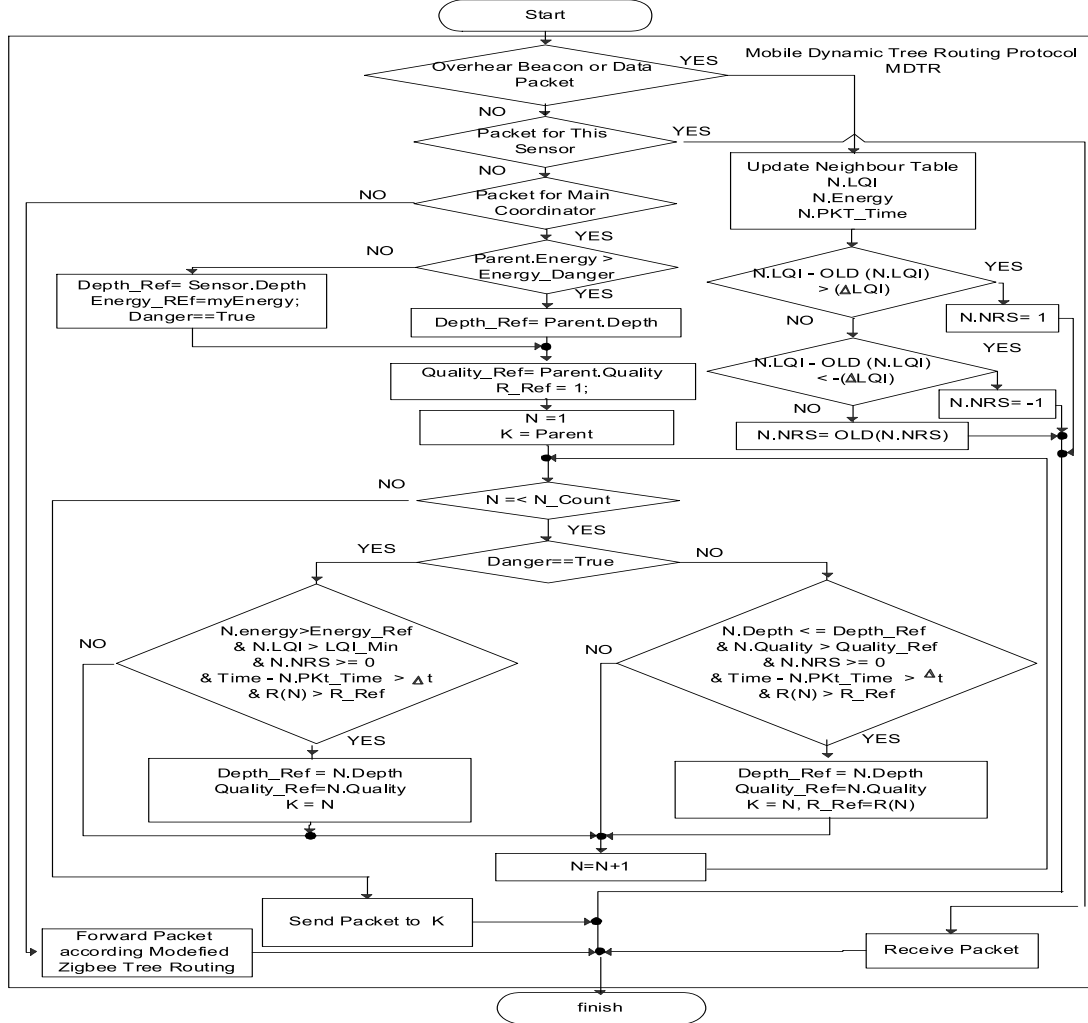 Start
Mobile Dynamic Tree Routing Protocol
MDTR
Overhear Beacon or Data
Packet
YES
NO
Packet for This
Sensor
YES
NO
Update Neighbour Table
N.LQI
N.Energy
N.PKT_Time
Packet for Main
Coordinator
NO
YES
Parent.Energy >
Energy_Danger
NO
YES
Depth_Ref= Sensor.Depth
Energy_REf=myEnergy;
Danger==True
Depth_Ref= Parent.Depth
N.LQI - OLD (N.LQI)
> (ΔLQI)
YES
N.NRS= 1
NO
Quality_Ref= Parent.Quality
R_Ref = 1;
N.LQI - OLD (N.LQI)
< -(ΔLQI)
YES
N.NRS= -1
NO
N.NRS= OLD(N.NRS)
N =1
K = Parent
NO
N =< N_Count
YES
YES
Danger==True
NO
NO
N.energy>Energy_Ref
& N.LQI > LQI_Min
& N.NRS >= 0
& Time - N.PKt_Time > Δt
& R(N) > R_Ref
YES
NO
N.Depth <= Depth_Ref
& N.Quality > Quality_Ref
& N.NRS >= 0
& Time - N.PKt_Time > Δt
& R(N) > R_Ref
YES
Depth_Ref = N.Depth
Quality_Ref=N.Quality
K = N
Depth_Ref = N.Depth
Quality_Ref=N.Quality
K = N, R_Ref=R(N)
N=N+1
Send Packet to K
Forward Packet
according Modefied
Zigbee Tree Routing
Receive Packet
finish